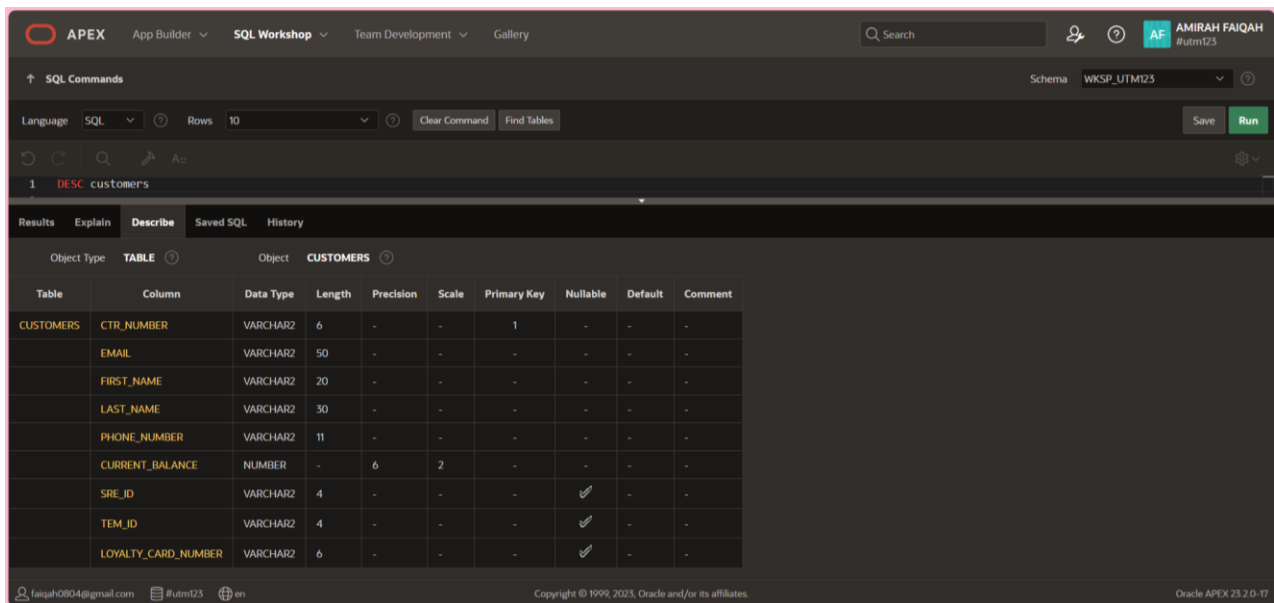 APEX App Builder SQL Workshop Team Development Gallery Search AF AMIRAH FAIQAH
#utm123
SQL Commands Schema WKSP_UTM123
Language SQL Rows 10 Clear Command Find Tables Save Run
1 DESC customers
Results Explain Describe Saved SQL History
Object Type TABLE Object CUSTOMERS
Table Column Data Type Length Precision Scale Primary Key Nullable Default Comment
CUSTOMERS CTR_NUMBER VARCHAR2 6 - - 1 - - -
EMAIL VARCHAR2 50 - - - - - -
FIRST_NAME VARCHAR2 20 - - - - - -
LAST_NAME VARCHAR2 30 - - - - - -
PHONE_NUMBER VARCHAR2 11 - - - - - -
CURRENT_BALANCE NUMBER - 6 2 - - - -
SRE_ID VARCHAR2 4 - - - - -
TEM_ID VARCHAR2 4 - - - - -
LOYALTY_CARD_NUMBER VARCHAR2 6 - - - - -
faiqah0804@gmail.com #utm123 en Copyright © 1999, 2023, Oracle and/or its affiliates. Oracle APEX 23.2.0-17